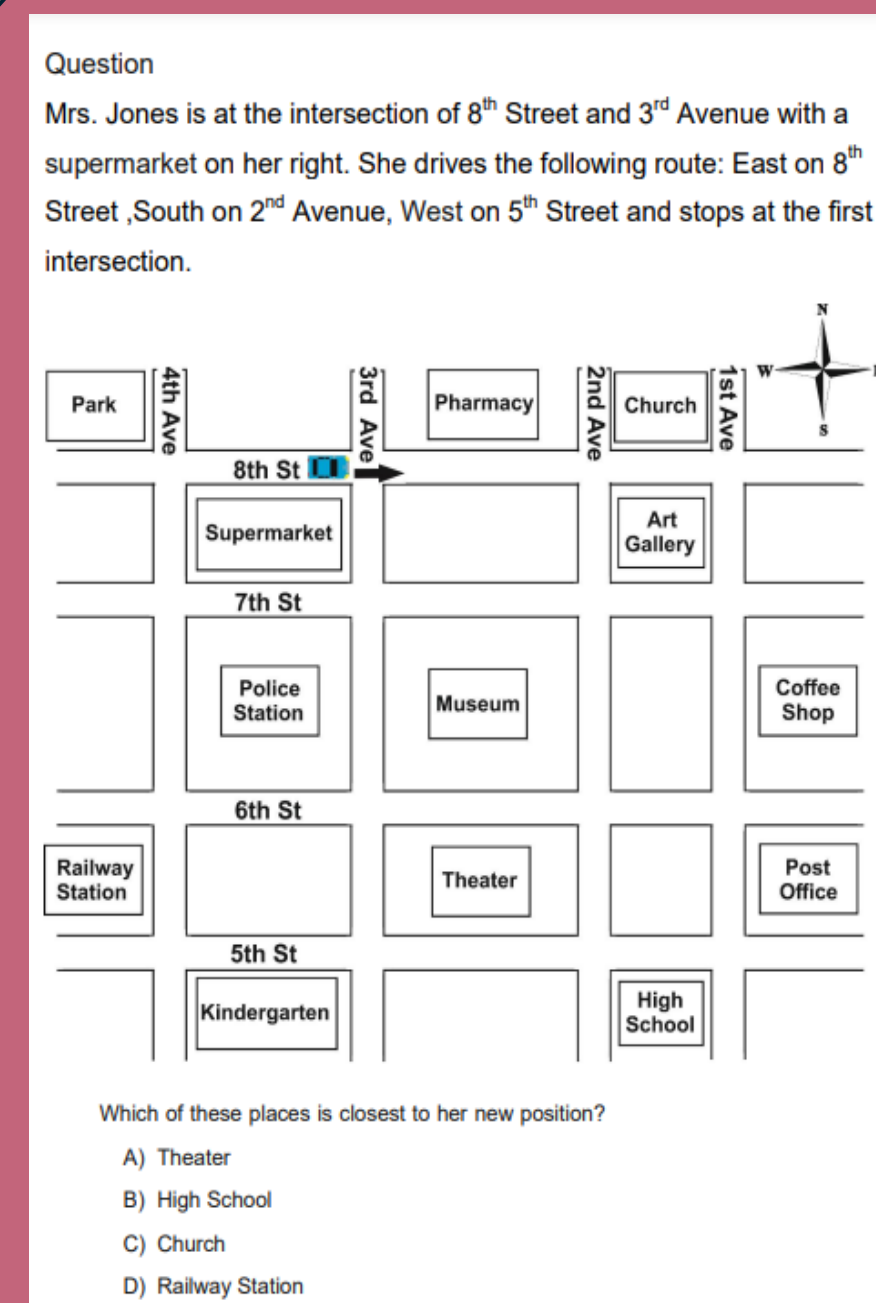 Question
Mrs. Jones is at the intersection of 8th Street and 3rd Avenue with a
supermarket on her right. She drives the following route: East on 8th
Street ,South on 2nd Avenue, West on 5th Street and stops at the first
intersection.
N
W
S
Park
4th Ave
3rd Ave
Pharmacy
2nd Ave
Church
1st Ave
8th St
Supermarket
Art
Gallery
7th St
Police
Station
Museum
Coffee
Shop
6th St
Railway
Station
Theater
Post
Office
5th St
Kindergarten
High
School
Which of these places is closest to her new position?
A) Theater
B) High School
C) Church
D) Railway Station